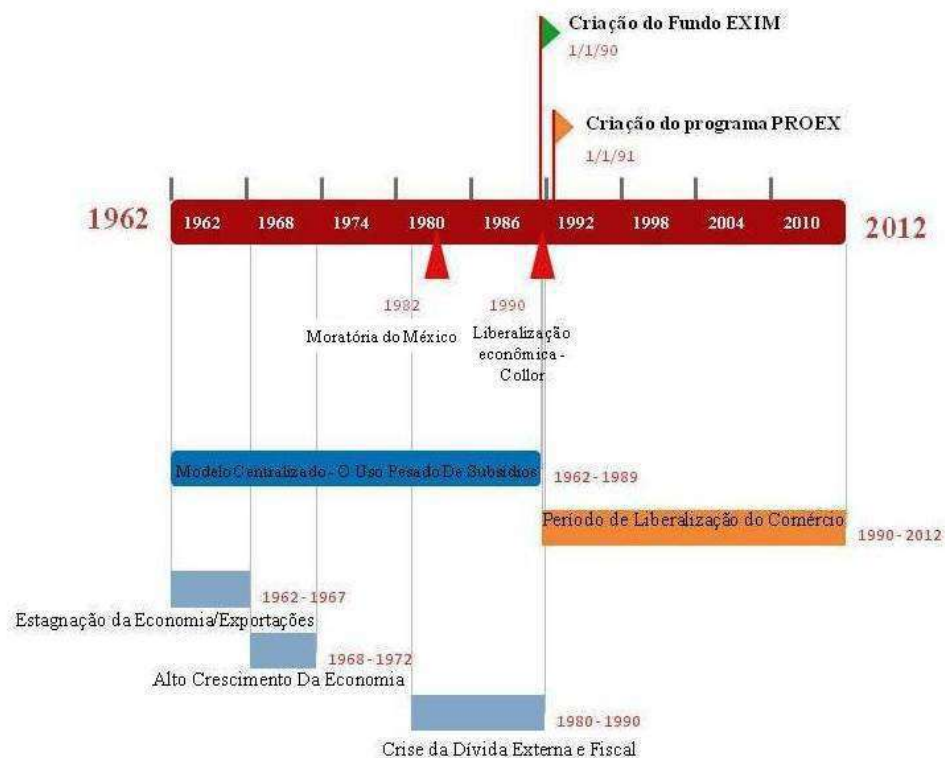 Criação do Fundo EXIM
1/1/90
Criação do programa PROEX
1/1/91
1962
1962 1968 1974 1980 1986 1992 1998 2004 2010
2012
1982
Moratória do México
1990
Liberalização
econômica -
Collor
Modelo Centralizado - O Uso Pesado De Subsídios
1962-1989
Período de Liberalização do Comércio
1990-2012
1962-1967
Estagnação da Economia/Exportações
1968-1972
Alto Crescimento Da Economia
1980-1990
Crise da Dívida Externa e Fiscal